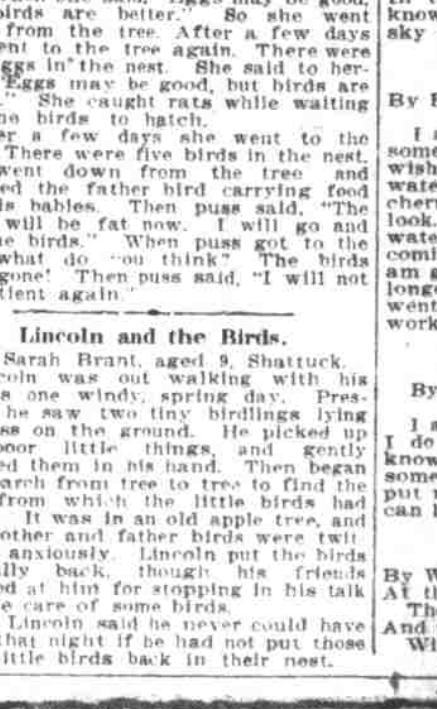 birds are better." So she went
from the tree. After a few days
ent to the tree again. There were
ggs in the nest. She said to her-
"Eggs may be good, but birds are
" She caught rats while waiting
e birds to hatch.
er a few days she went to the
There were five birds in the nest.
went down from the tree and
ed the father bird carrying food
is babies. Then puss said, "The
will be fat now. I will go and
e birds." When puss got to the
what do you think? The birds
gone! Then puss said, "I will not
tient again."
Lincoln and the Birds.
Sarah Brant, aged 9, Shattuck.
coln was out walking with his
s one windy, spring day. Pres-
he saw two tiny birdlings lying
ss on the ground. He picked up
poor little things, and gently
ed them in his hand. Then began
arch from tree to tree to find the
from which the little birds had
It was in an old apple tree, and
other and father birds were twit
anxiously. Lincoln put the birds
lly back, though his friends
ed at him for stopping in his talk
e care of some birds.
Lincoln said he never could have
that night if he had not put those
little birds back in their nest.
know
sky
By
I a
some
wish
wate
cher
look.
wate
comi
am g
longe
went
work
By
I a
I do
know
some
put
can
By W
At th
Th
And
Wi